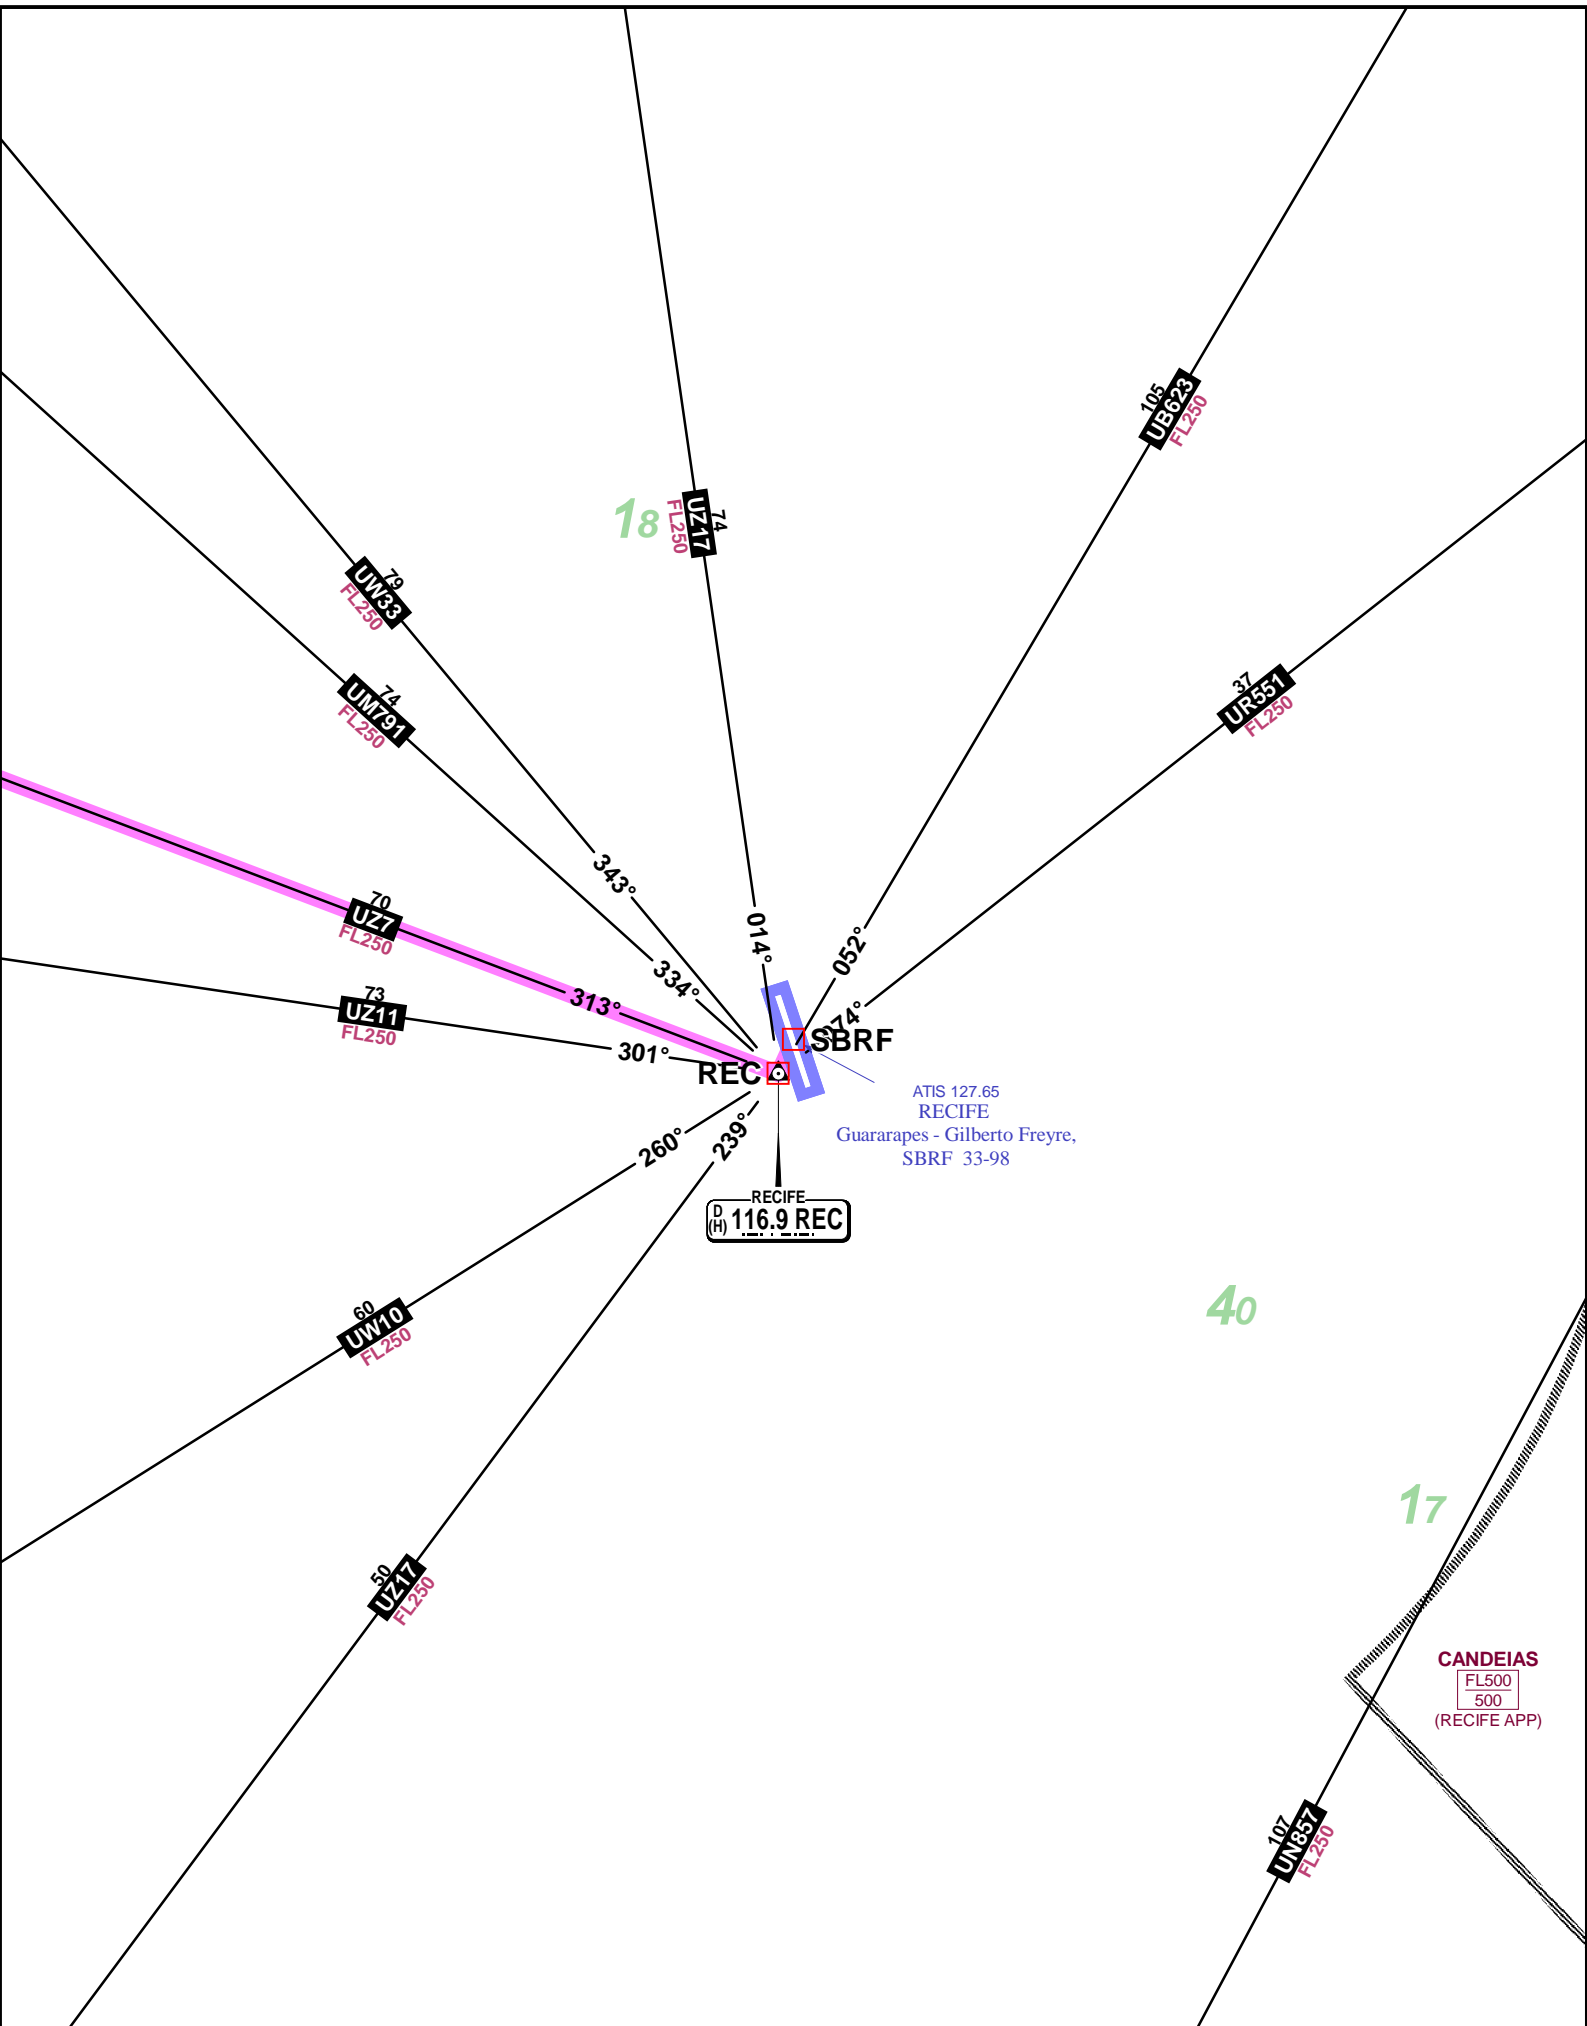 105
UB623
FL250
18
74
UZ17
FL250
79
UW33
FL250
37
UR551
FL250
74
UM791
FL250
343°
70
UZ7
FL250
014°
052°
334°
313°
73
UZ11
FL250
074°
SBRF
301°
REC
ATIS 127.65
RECIFE
Guararapes - Gilberto Freyre,
SBRF 33-98
260°
239°
RECIFE
D
(H) 116.9 REC
40
60
UW10
FL250
17
50
UZ17
FL250
CANDEIAS
FL500
500
(RECIFE APP)
107
UN857
FL250